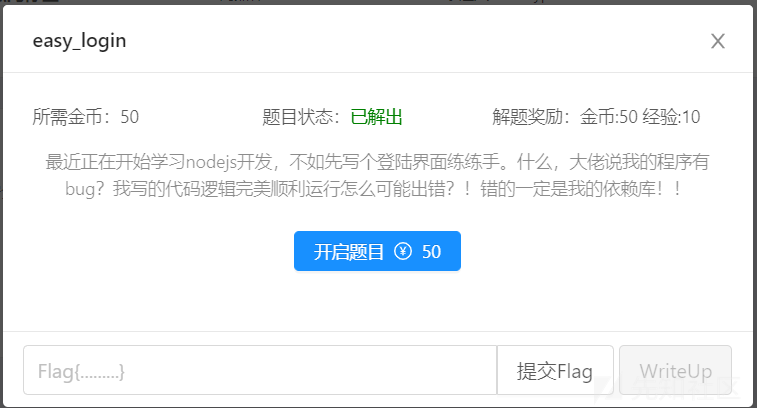 easy_login
所需金币：50 题目状态：已解出 解题奖励：金币:50 经验:10
最近正在开始学习nodejs开发，不如先写个登陆界面练练手。什么，大佬说我的程序有
bug？我写的代码逻辑完美顺利运行怎么可能出错？！错的一定是我的依赖库！！
开启题目 ¥ 50
Flag{.........} 提交Flag WriteUp
先知社区